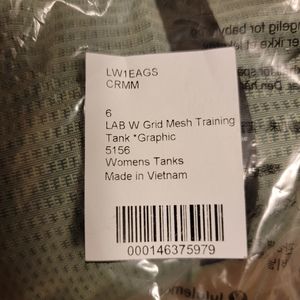 LW1EAGS
CRMM
6
LAB W Grid Mesh Training
Tank *Graphic
5156
Womens Tanks
Made in Vietnam
000146375979